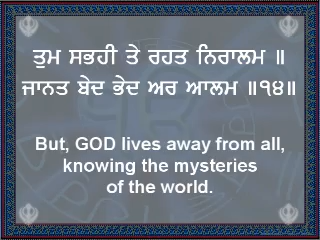 ਤੁਮ ਸਭਹੀ ਤੇ ਰਹਤ ਨਿਰਾਲਮ ॥
ਜਾਨਤ ਬੇਦ ਭੇਦ ਅਰ ਆਲਮ ॥੧੪॥
But, GOD lives away from all,
knowing the mysteries
of the world.